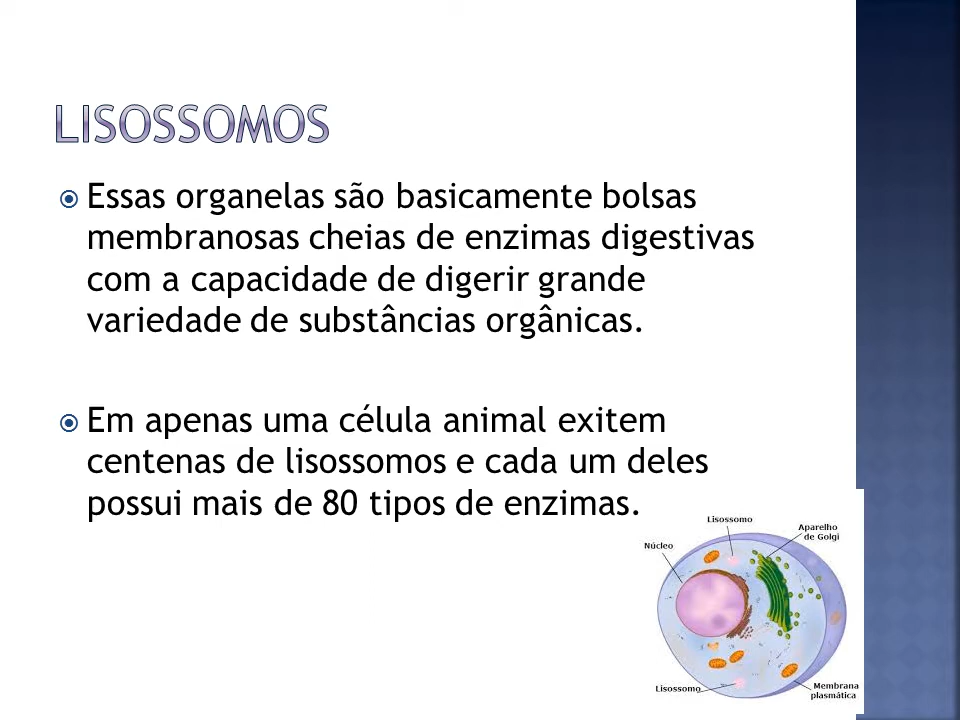 LISOSSOMOS
Essas organelas são basicamente bolsas
membranosas cheias de enzimas digestivas
com a capacidade de digerir grande
variedade de substâncias orgânicas.
Em apenas uma célula animal exitem
centenas de lisossomos e cada um deles
possui mais de 80 tipos de enzimas.
Lisossomo
Aparelho
de Golgi
Núcleo
Lisossomo
Membrana
plasmática